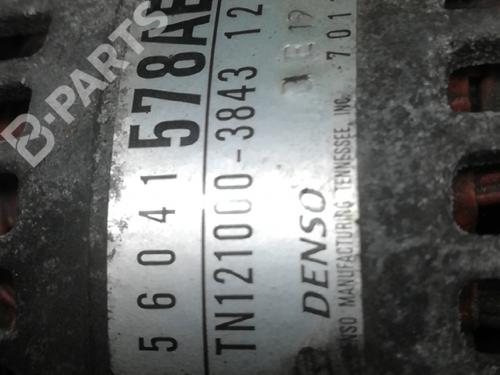 B-PARTS
56041578AE
TN121000-3843 12
DENSO
DENSO MANUFACTURING TENNESSEE, INC.